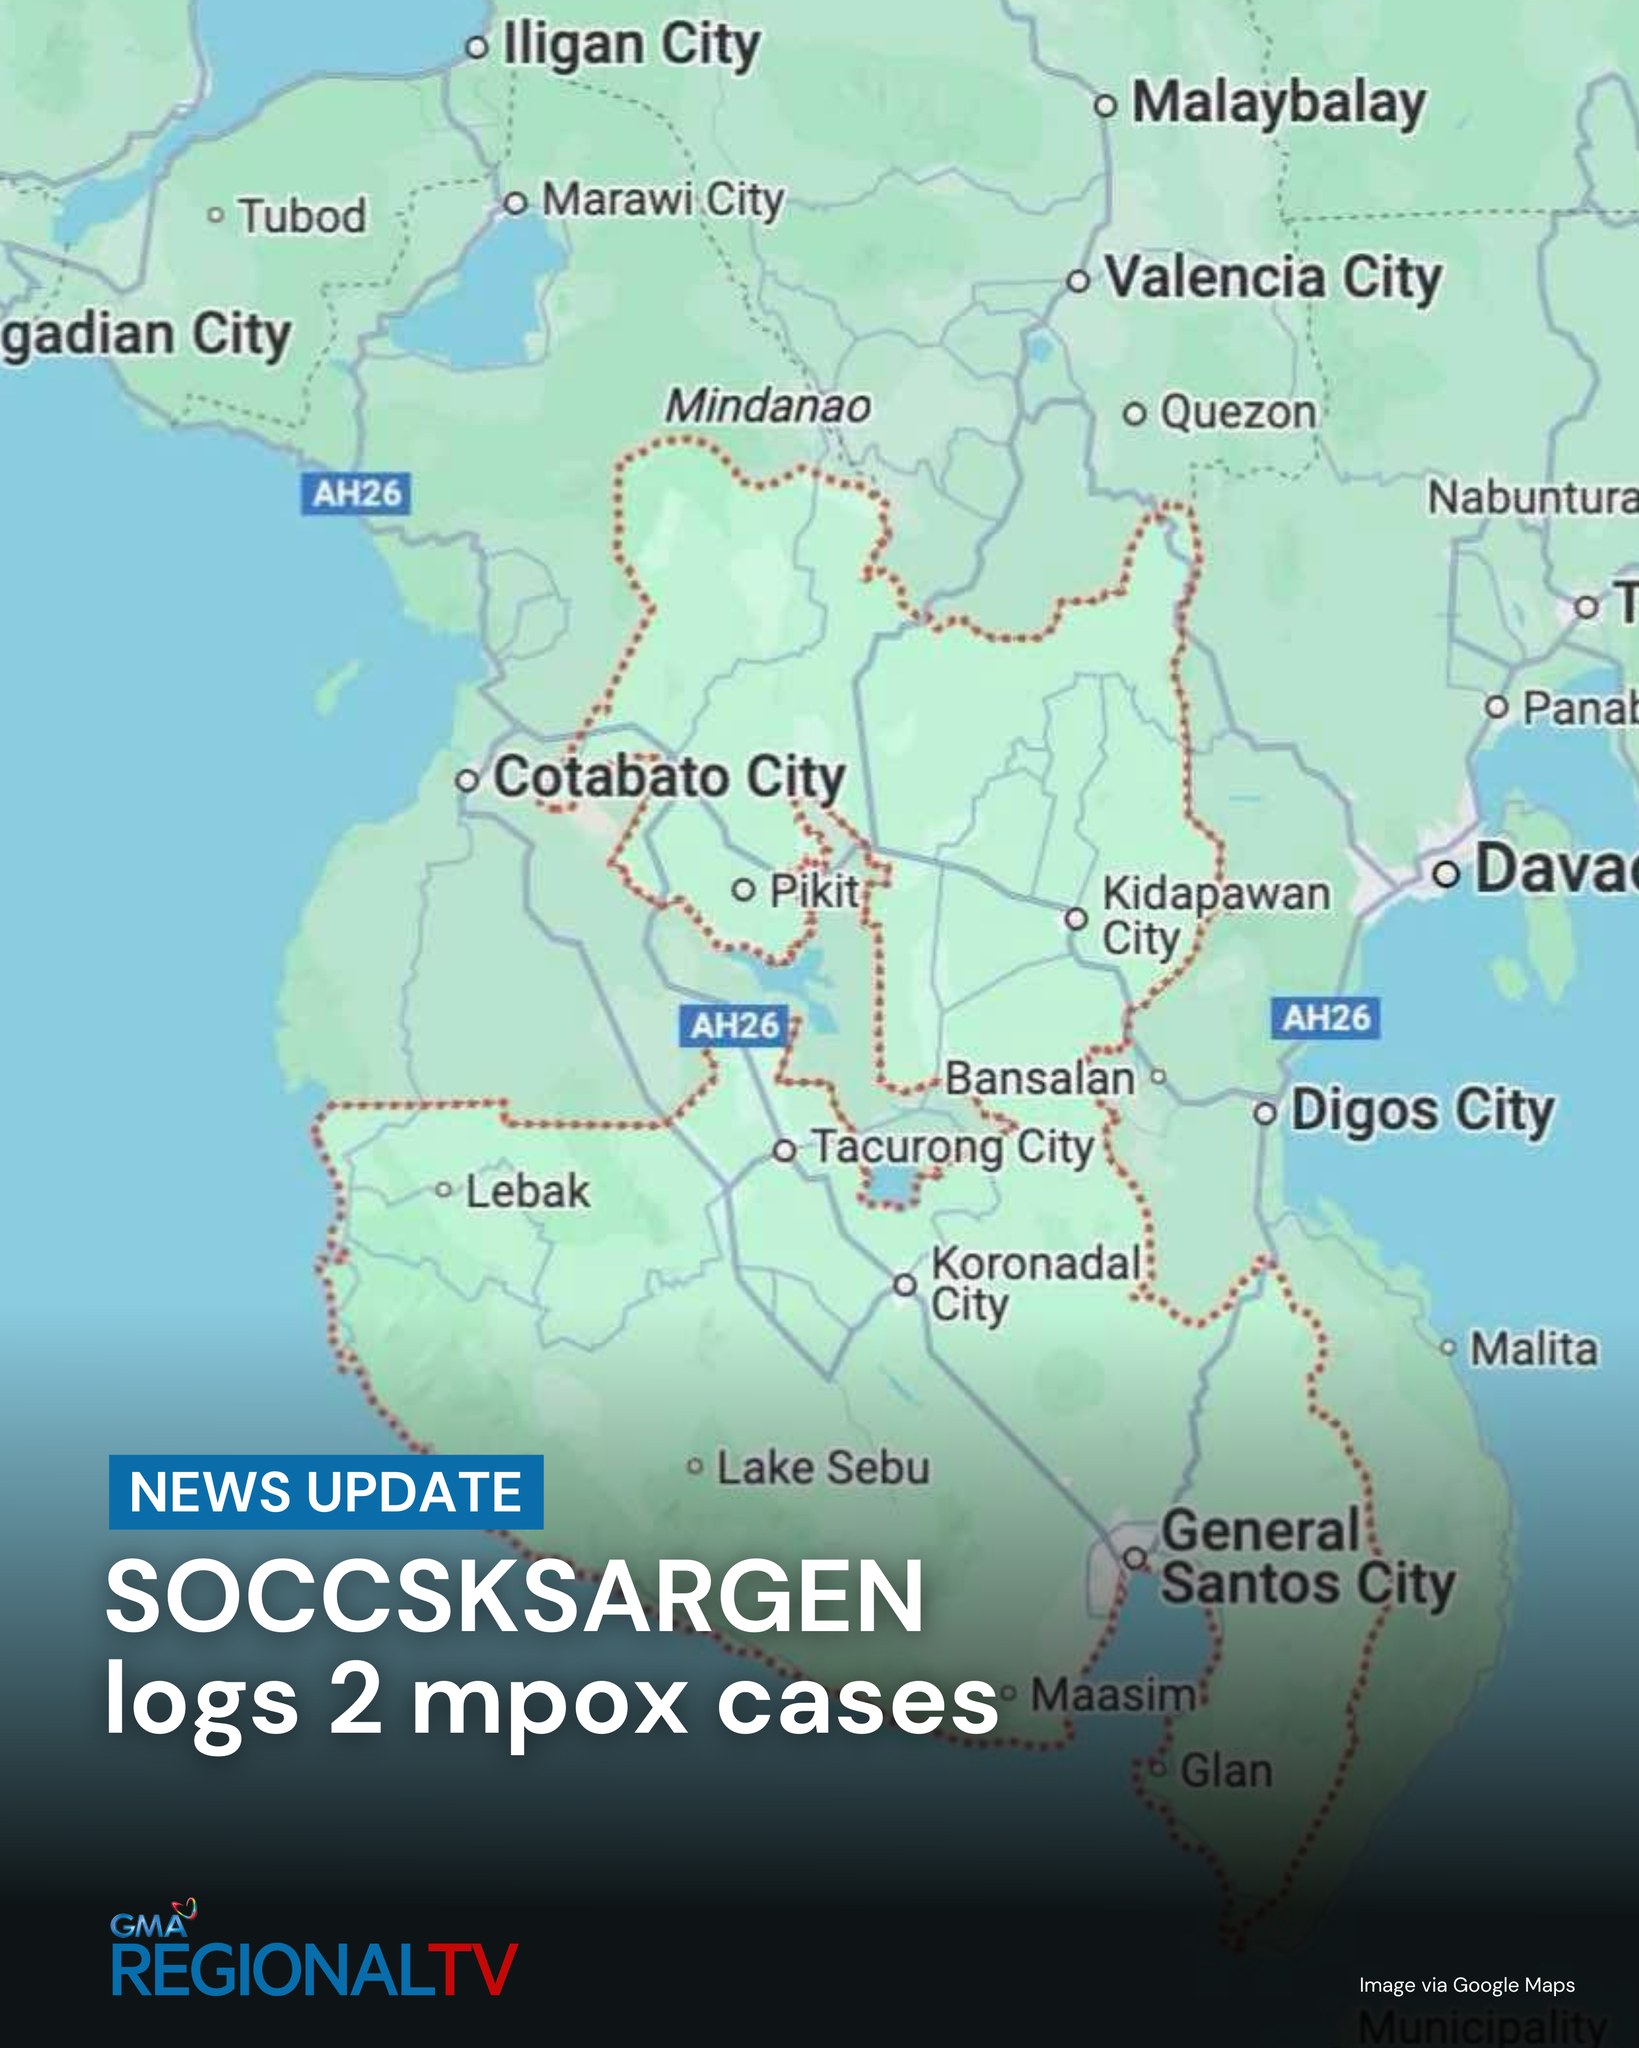 Iligan City
Malaybalay
Marawi City
Tubod
Valencia City
gadian City
Mindanao
Quezon
AH26
Nabuntura
T
Panab
Cotabato City
Davao
Pikit
Kidapawan
City
AH26
AH26
Bansalan
Digos City
Tacurong City
Lebak
Koronadal
City
Malita
Lake Sebu
NEWS UPDATE
General
Santos City
SOCCSKSARGEN
logs 2 mpox cases
Maasim
Glan
GMA
REGIONALTV
Image via Google Maps
Municipality